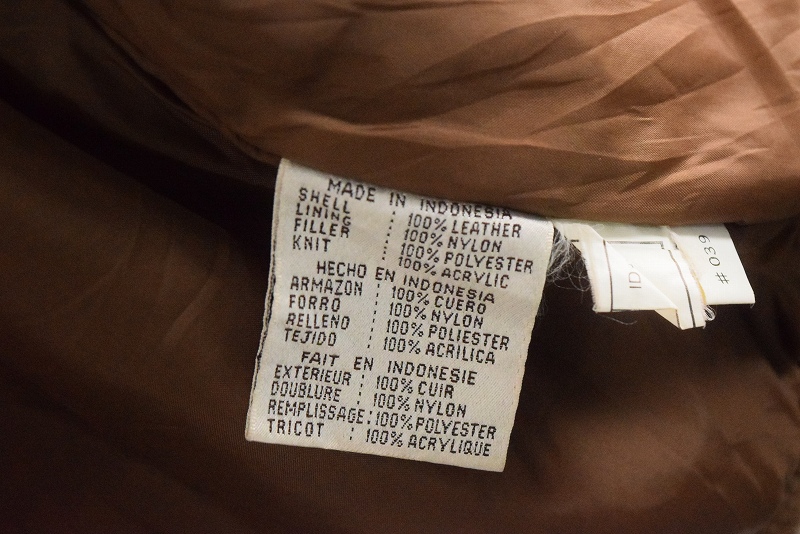 MADE IN INDONESIA
SHELL : 100% LEATHER
LINING : 100% NYLON
FILLER : 100% POLYESTER
KNIT : 100% ACRYLIC
HECHO EN INDONESIA
ARMAZON : 100% CUERO
FORRO : 100% NYLON
RELLENO : 100% POLIESTER
TEJIDO : 100% ACRILICA
FAIT EN INDONESIE
EXTERIEUR : 100% CUIR
DOUBLURE : 100% NYLON
REMPLISSAGE : 100% POLYESTER
TRICOT : 100% ACRYLIQUE
ID-
# 039